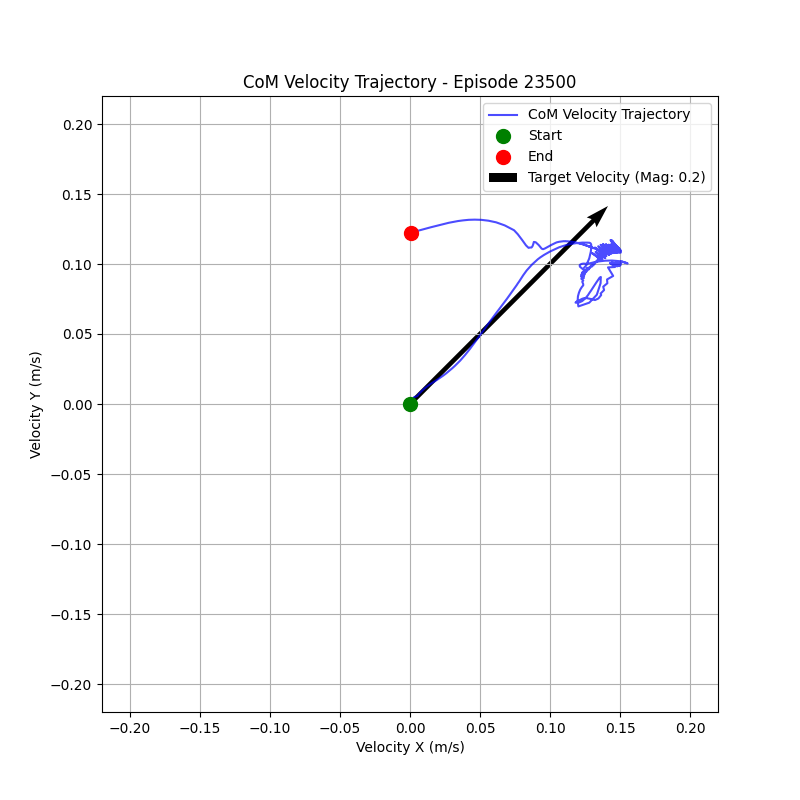 CoM Velocity Trajectory - Episode 23500
CoM Velocity Trajectory
Start
End
Target Velocity (Mag: 0.2)
0.20
0.15
0.10
0.05
0.00
−0.05
−0.10
−0.15
−0.20
Velocity Y (m/s)
−0.20 −0.15 −0.10 −0.05 0.00 0.05 0.10 0.15 0.20
Velocity X (m/s)